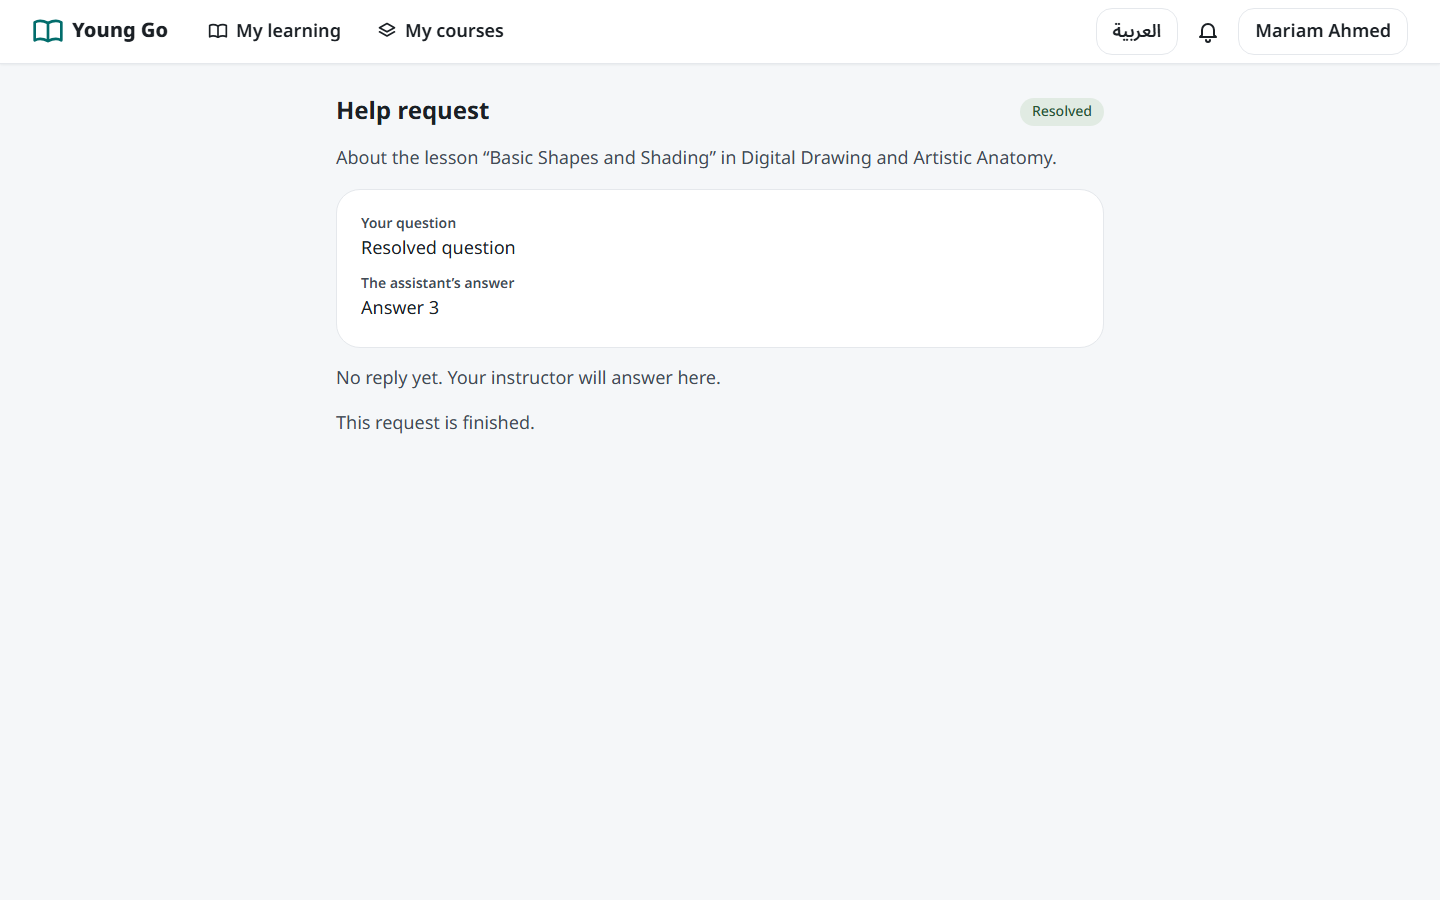 Young Go
My learning
My courses
العربية
Mariam Ahmed
Help request
Resolved
About the lesson “Basic Shapes and Shading” in Digital Drawing and Artistic Anatomy.
Your question
Resolved question
The assistant’s answer
Answer 3
No reply yet. Your instructor will answer here.
This request is finished.